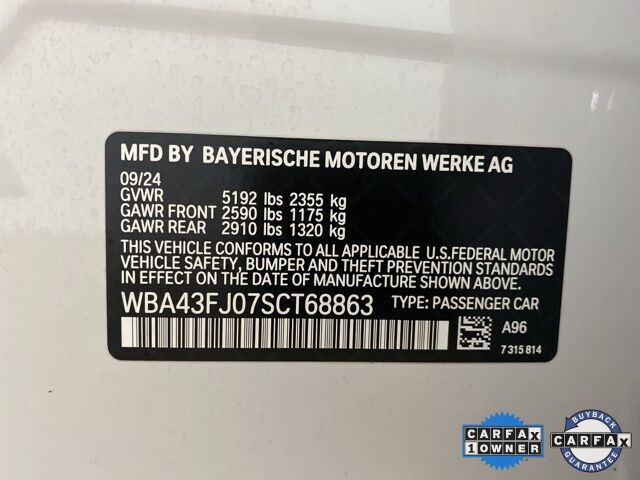 MFD BY BAYERISCHE MOTOREN WERKE AG
09/24
GVWR 5192 lbs 2355 kg
GAWR FRONT 2590 lbs 1175 kg
GAWR REAR 2910 lbs 1320 kg
THIS VEHICLE CONFORMS TO ALL APPLICABLE U.S.FEDERAL MOTOR
VEHICLE SAFETY, BUMPER AND THEFT PREVENTION STANDARDS
IN EFFECT ON THE DATE OF MANUFACTURE SHOWN ABOVE.
WBA43FJ07SCT68863 TYPE: PASSENGER CAR
A96
7 315 814
CARFAX
1 OWNER
BUYBACK
CARFAX
GUARANTEE